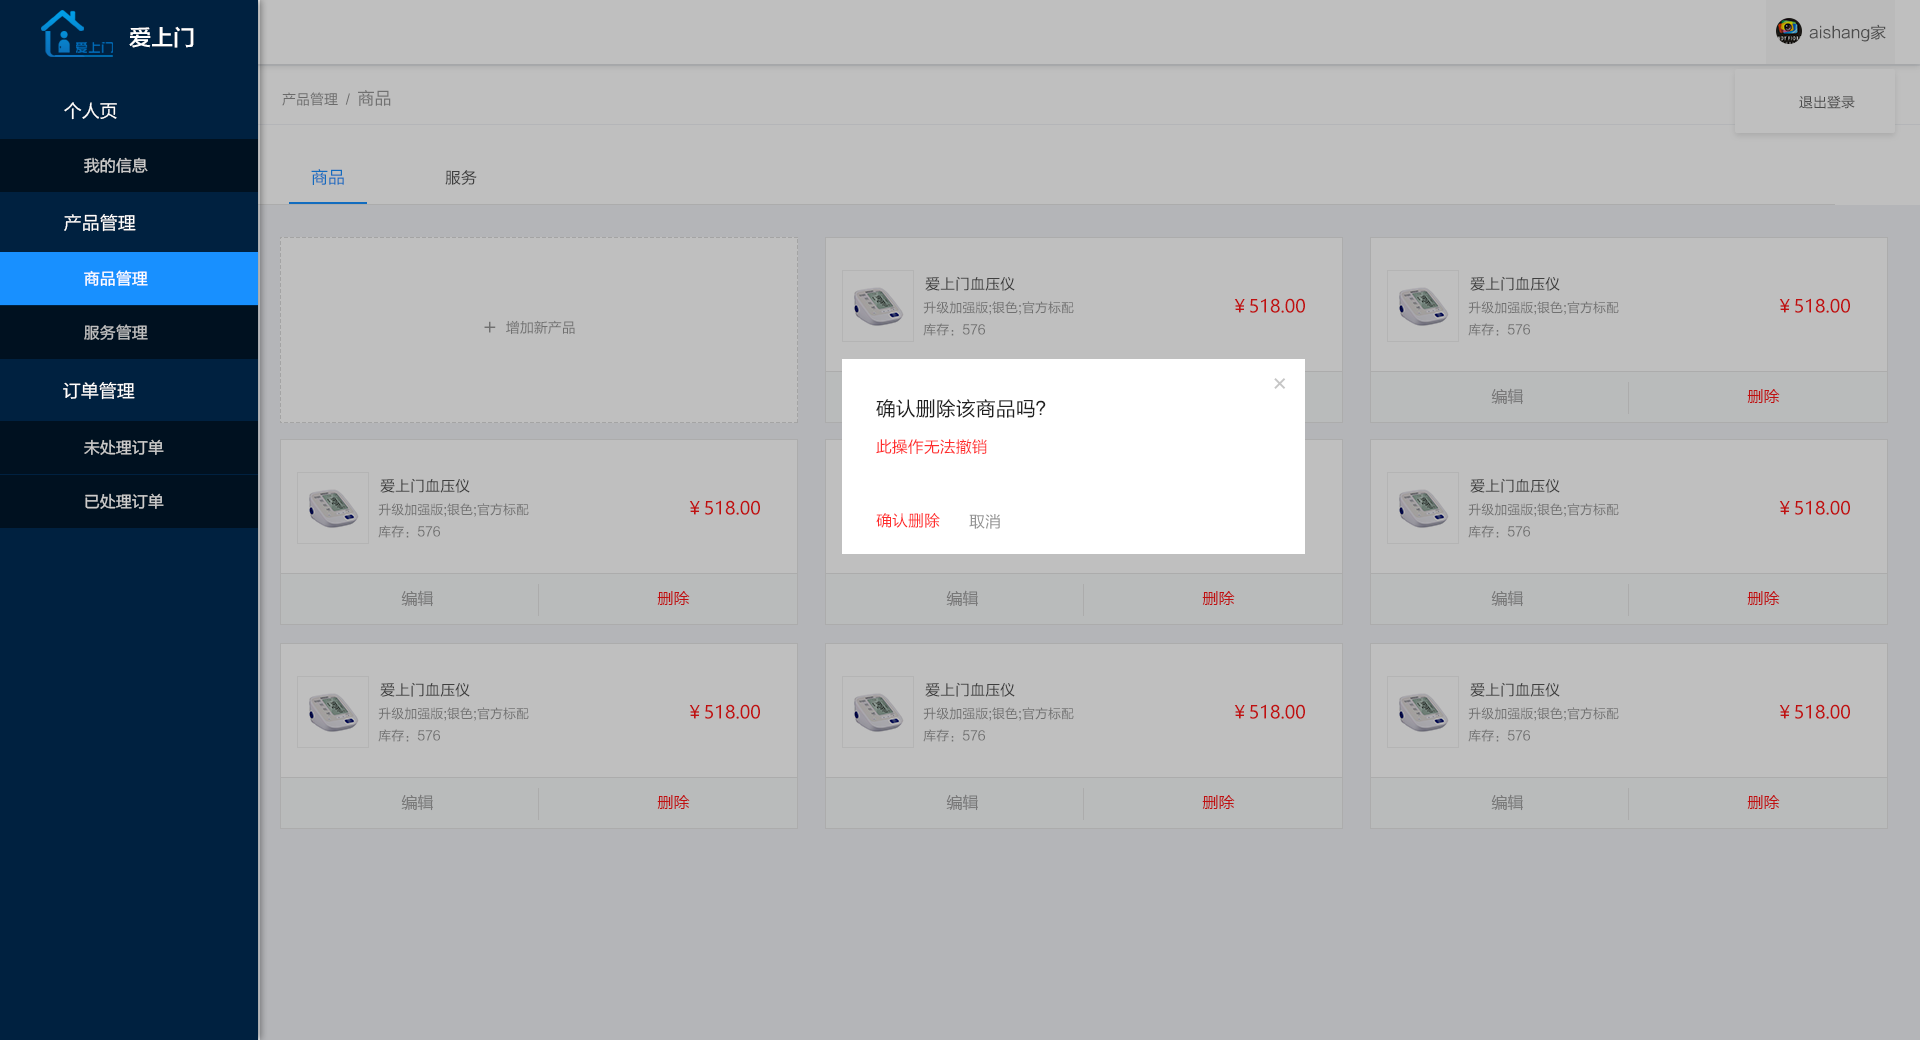 爱上门
爱上门
aishang家
退出登录
个人页
我的信息
产品管理
商品管理
服务管理
订单管理
未处理订单
已处理订单
产品管理 / 商品
商品
服务
+ 增加新产品
爱上门血压仪
升级加强版;银色;官方标配
库存：576
¥518.00
爱上门血压仪
升级加强版;银色;官方标配
库存：576
¥518.00
编辑
删除
确认删除该商品吗?
此操作无法撤销
确认删除
取消
爱上门血压仪
升级加强版;银色;官方标配
库存：576
¥518.00
编辑
删除
编辑
删除
爱上门血压仪
升级加强版;银色;官方标配
库存：576
¥518.00
编辑
删除
爱上门血压仪
升级加强版;银色;官方标配
库存：576
¥518.00
编辑
删除
爱上门血压仪
升级加强版;银色;官方标配
库存：576
¥518.00
编辑
删除
爱上门血压仪
升级加强版;银色;官方标配
库存：576
¥518.00
编辑
删除